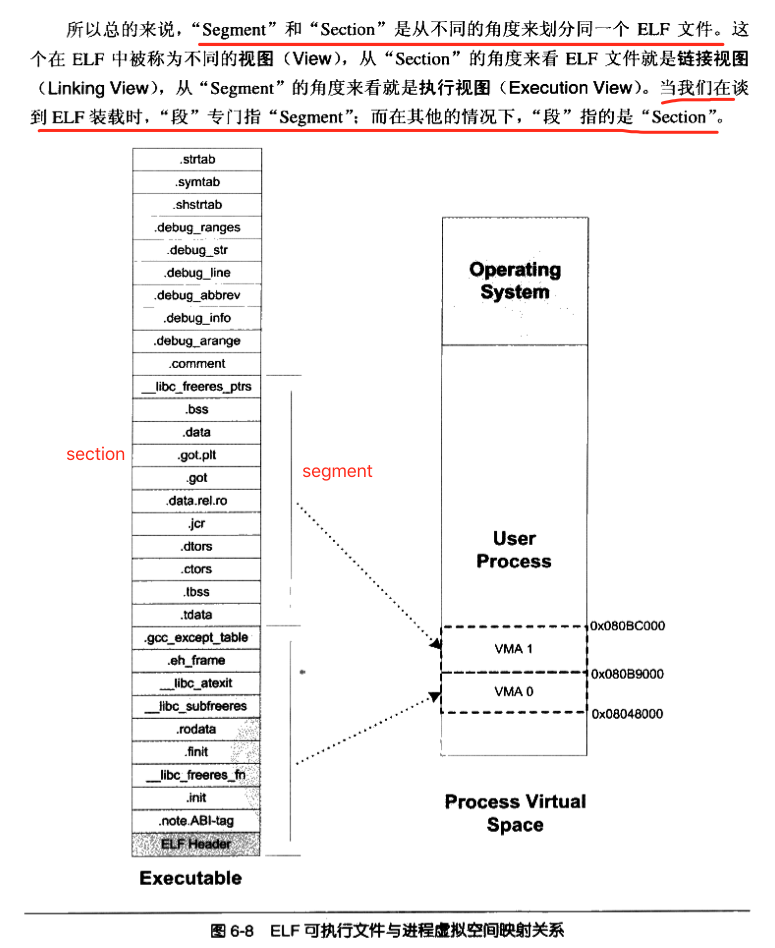 所以总的来说，“Segment”和“Section”是从不同的角度来划分同一个 ELF 文件。这
个在 ELF 中被称为不同的视图（View），从“Section”的角度来看 ELF 文件就是链接视图
（Linking View），从“Segment”的角度来看就是执行视图（Execution View）。当我们在谈
到 ELF 装载时，“段”专门指“Segment”；而在其他的情况下，“段”指的是“Section”。
.strtab
.symtab
.shstrtab
.debug_ranges
.debug_str
.debug_line
.debug_abbrev
.debug_info
.debug_arange
.comment
__libc_freeres_ptrs
.bss
.data
.got.plt
.got
.data.rel.ro
.jcr
.dtors
.ctors
.tbss
.tdata
.gcc_except_table
.eh_frame
__libc_atexit
__libc_subfreeres
.rodata
.finit
__libc_freeres_fn
.init
.note.ABI-tag
ELF Header
Executable
section
segment
Operating
System
User
Process
0x080BC000
VMA 1
0x080B9000
VMA 0
0x08048000
Process Virtual
Space
图 6-8 ELF 可执行文件与进程虚拟空间映射关系